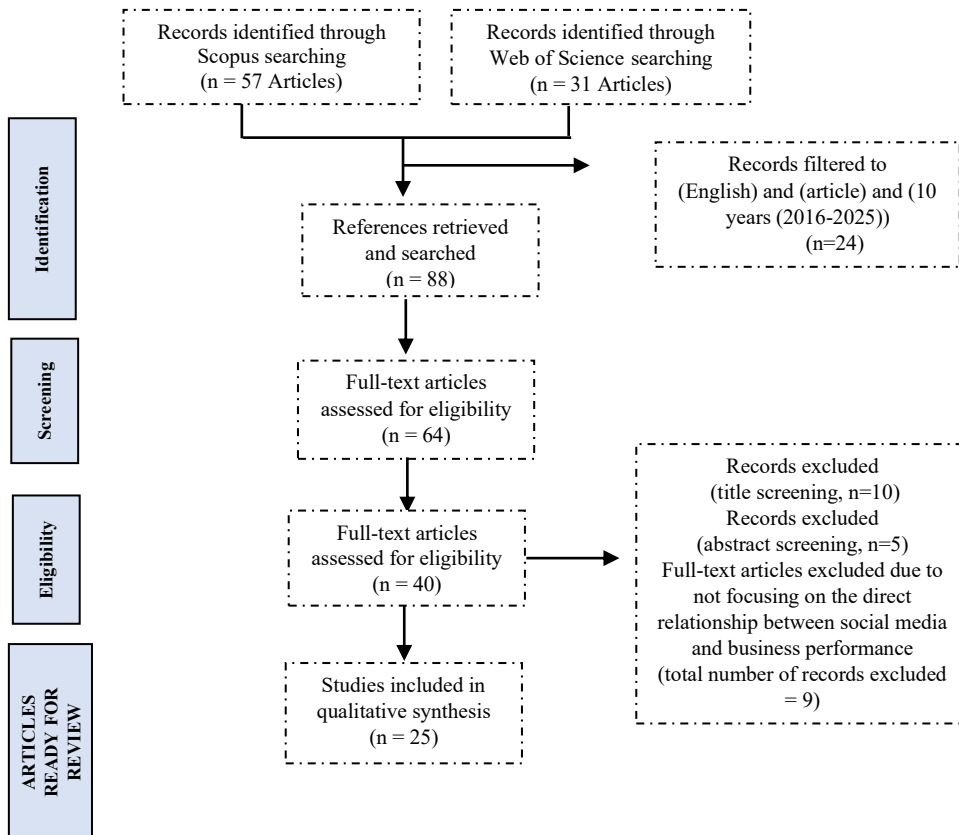 Records identified through
Scopus searching
(n = 57 Articles)
Records identified through
Web of Science searching
(n = 31 Articles)
Identification
Records filtered to
(English) and (article) and (10
years (2016-2025))
(n=24)
References retrieved
and searched
(n = 88)
Screening
Full-text articles
assessed for eligibility
(n = 64)
Eligibility
Full-text articles
assessed for eligibility
(n = 40)
Records excluded
(title screening, n=10)
Records excluded
(abstract screening, n=5)
Full-text articles excluded due to
not focusing on the direct
relationship between social media
and business performance
(total number of records excluded
= 9)
ARTICLES
READY FOR
REVIEW
Studies included in
qualitative synthesis
(n = 25)